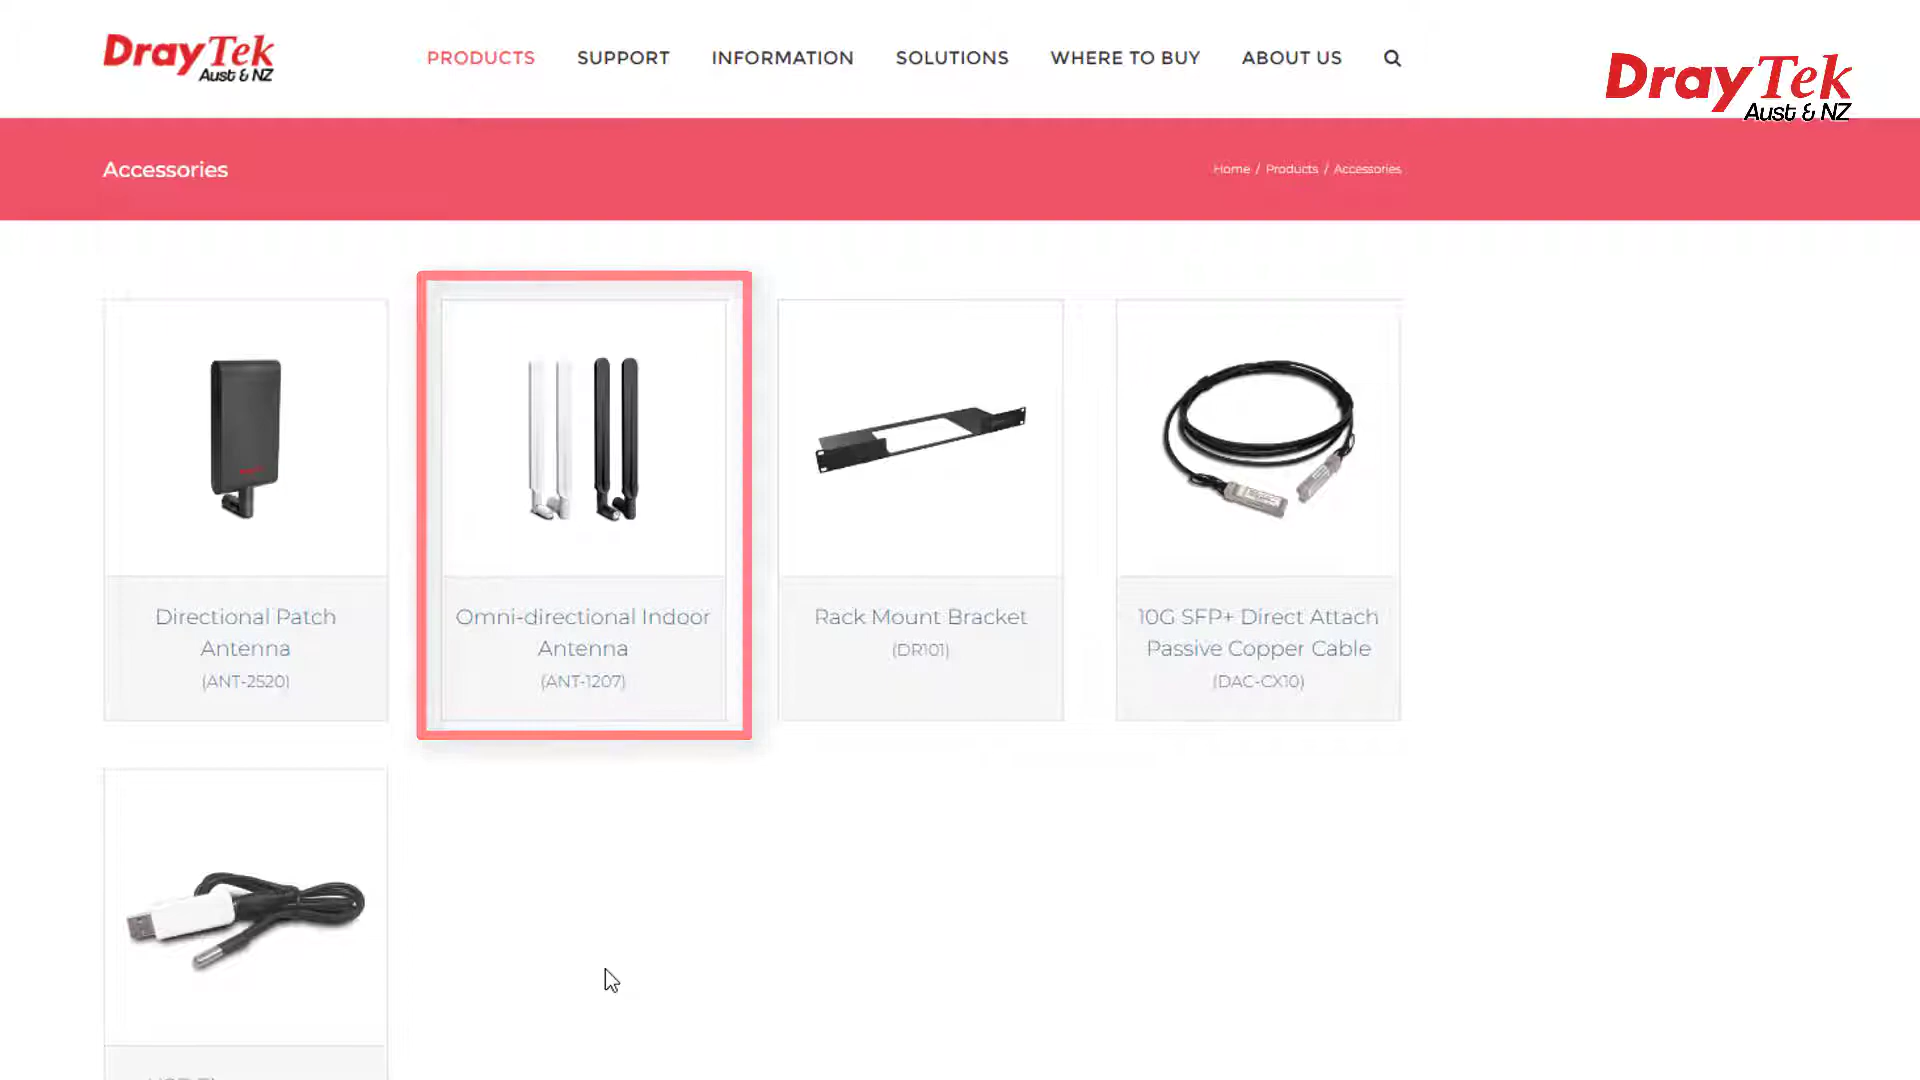 DrayTek
Aust & NZ
PRODUCTS
SUPPORT
INFORMATION
SOLUTIONS
WHERE TO BUY
ABOUT US
DrayTek
Aust & NZ
Accessories
Home / Products / Accessories
Directional Patch
Antenna
(ANT-2520)
Omni-directional Indoor
Antenna
(ANT-1207)
Rack Mount Bracket
(DR101)
10G SFP+ Direct Attach
Passive Copper Cable
(DAC-CX10)